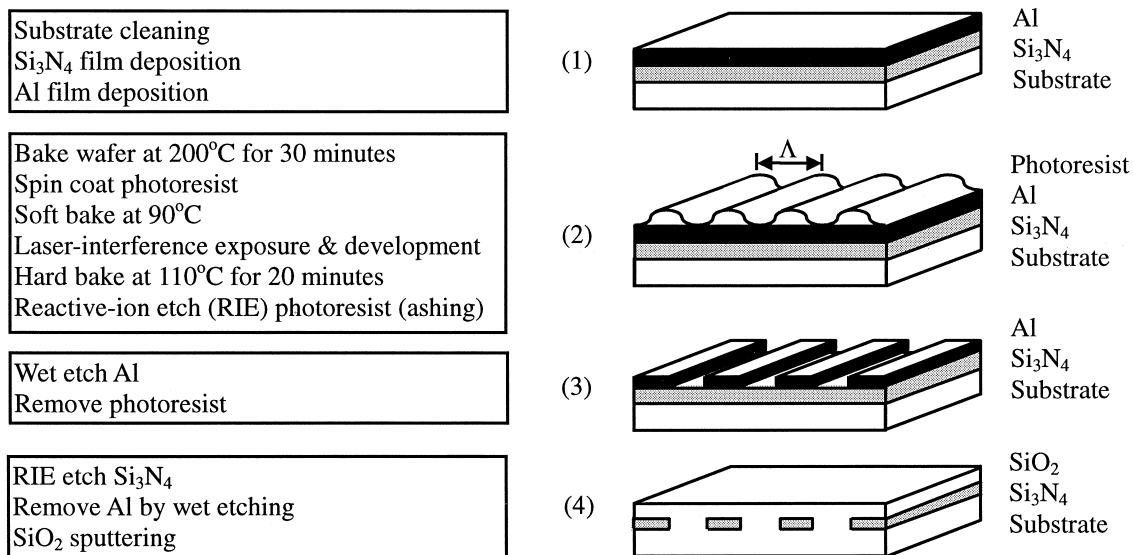 Substrate cleaning
Si₃N₄ film deposition
Al film deposition
(1)
Al
Si₃N₄
Substrate
Bake wafer at 200°C for 30 minutes
Spin coat photoresist
Soft bake at 90°C
Laser-interference exposure & development
Hard bake at 110°C for 20 minutes
Reactive-ion etch (RIE) photoresist (ashing)
(2)
Λ
Photoresist
Al
Si₃N₄
Substrate
Wet etch Al
Remove photoresist
(3)
Al
Si₃N₄
Substrate
RIE etch Si₃N₄
Remove Al by wet etching
SiO₂ sputtering
(4)
SiO₂
Si₃N₄
Substrate